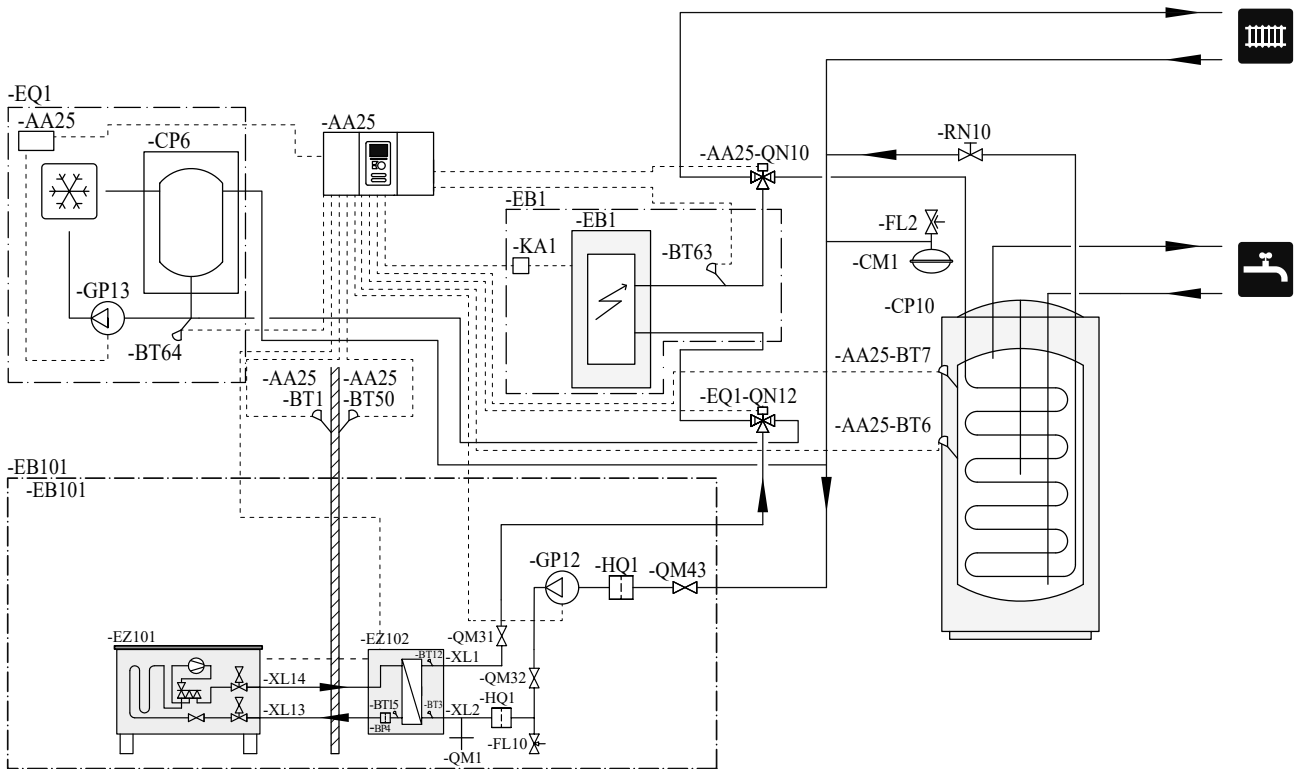 -EQ1
-AA25
-CP6
-AA25
-RN10
-AA25-QN10
-EB1
-EB1
-FL2
-KA1
-BT63
-CM1
-GP13
-CP10
-BT64
-AA25-BT7
-AA25
-BT1
-AA25
-BT50
-EQ1-QN12
-AA25-BT6
-EB101
-EB101
-GP12
-HQ1
-QM43
-EZ101
-EZ102
-QM31
-BT12
-XL1
-XL14
-QM32
-HQ1
-BT15
-BT3
-XL13
-XL2
-BP4
-FL10
-QM1